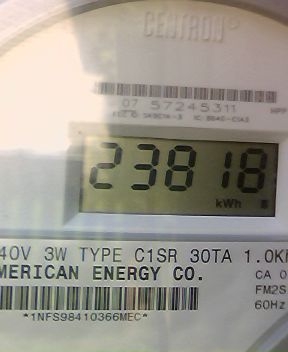 CENTRON
07 57245311
23818
kWh
40V 3W TYPE C1SR 30TA 1.0K
MERICAN ENERGY CO.
CA 0
FM2S
60Hz
*1NFS98410366MEC*